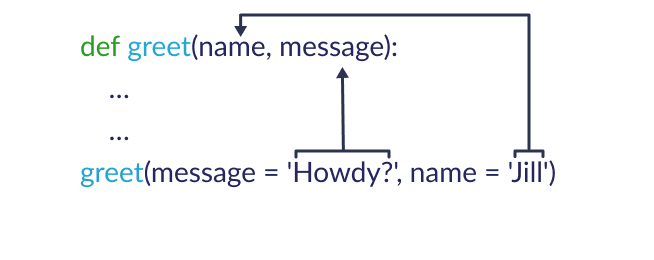 def greet(name, message):
...
...
greet(message = 'Howdy?', name = 'Jill')